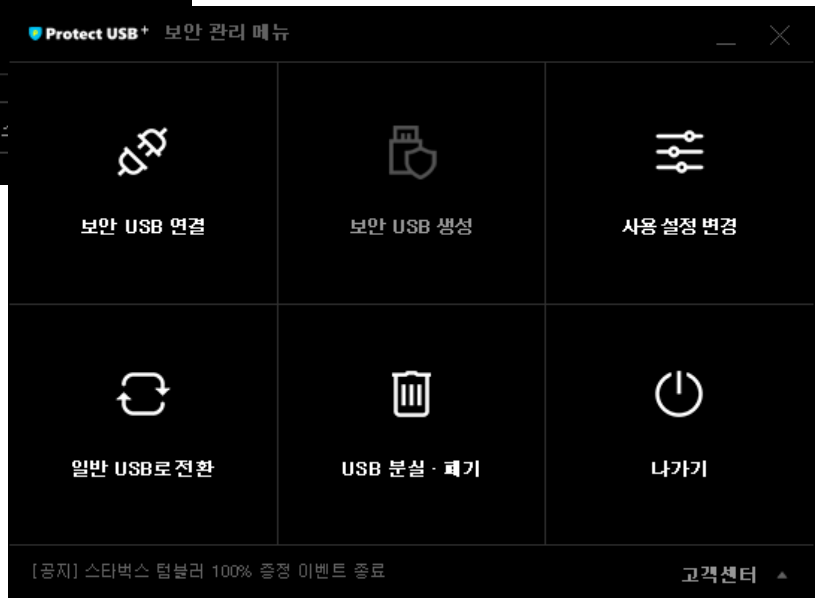 Protect USB+ 보안 관리 메뉴
보안 USB 연결
보안 USB 생성
사용 설정 변경
일반 USB로 전환
USB 분실 · 폐기
나가기
[공지] 스타벅스 텀블러 100% 증정 이벤트 종료
고객센터